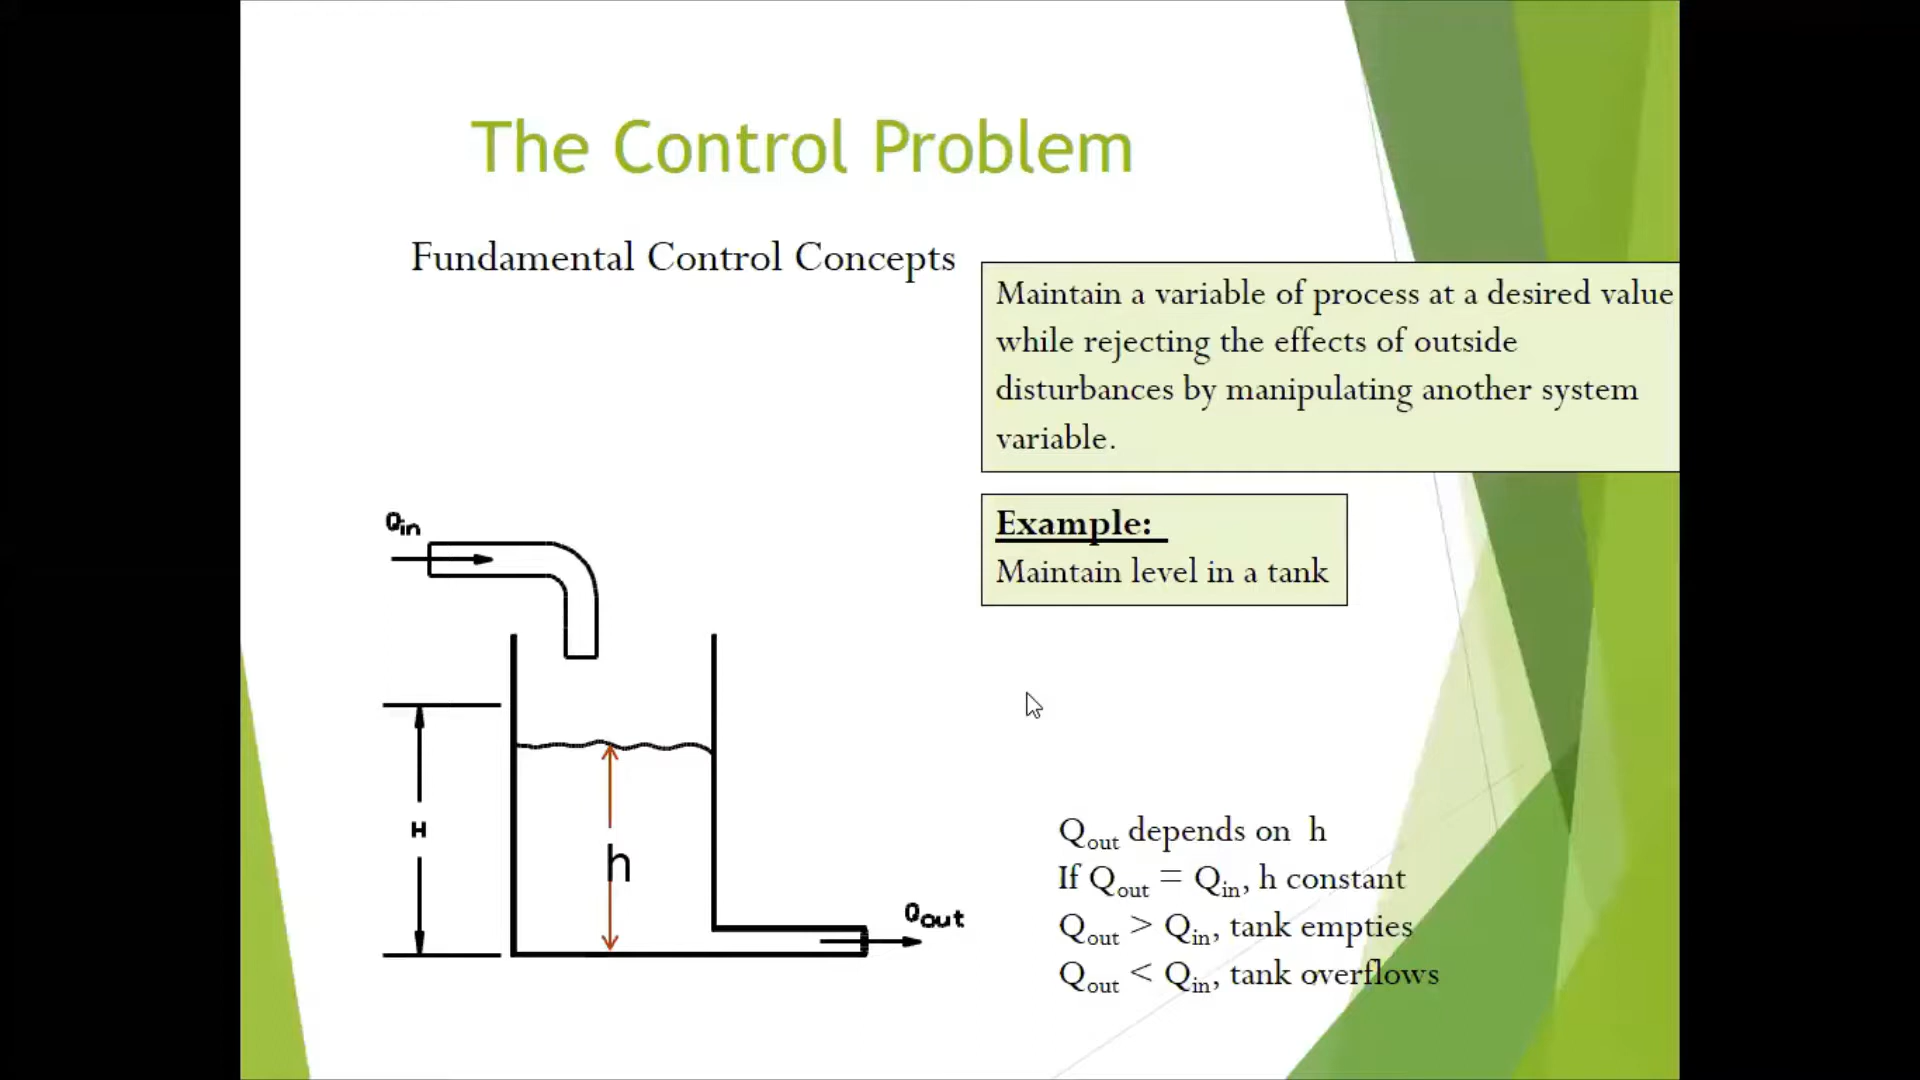 The Control Problem
Fundamental Control Concepts
Maintain a variable of process at a desired value
while rejecting the effects of outside
disturbances by manipulating another system
variable.
Example:
Maintain level in a tank
Qin
H
h
Qout
Qout depends on h
If Qout = Qin, h constant
Qout > Qin, tank empties
Qout < Qin, tank overflows